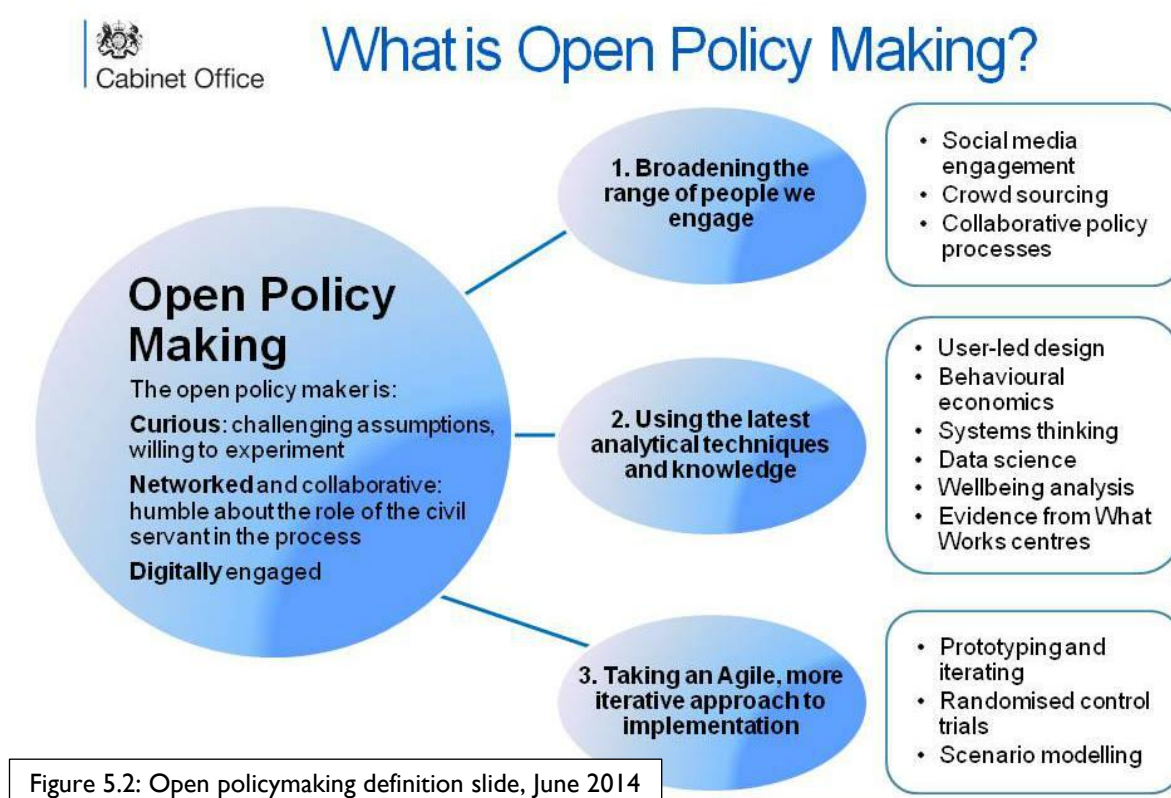 Cabinet Office
What is Open Policy Making?
Open Policy
Making
The open policy maker is:
Curious: challenging assumptions,
willing to experiment
Networked and collaborative:
humble about the role of the civil
servant in the process
Digitally engaged
1. Broadening the
range of people we
engage
• Social media
engagement
• Crowd sourcing
• Collaborative policy
processes
2. Using the latest
analytical techniques
and knowledge
• User-led design
• Behavioural
economics
• Systems thinking
• Data science
• Wellbeing analysis
• Evidence from What
Works centres
3. Taking an Agile, more
iterative approach to
implementation
• Prototyping and
iterating
• Randomised control
trials
• Scenario modelling
Figure 5.2: Open policymaking definition slide, June 2014